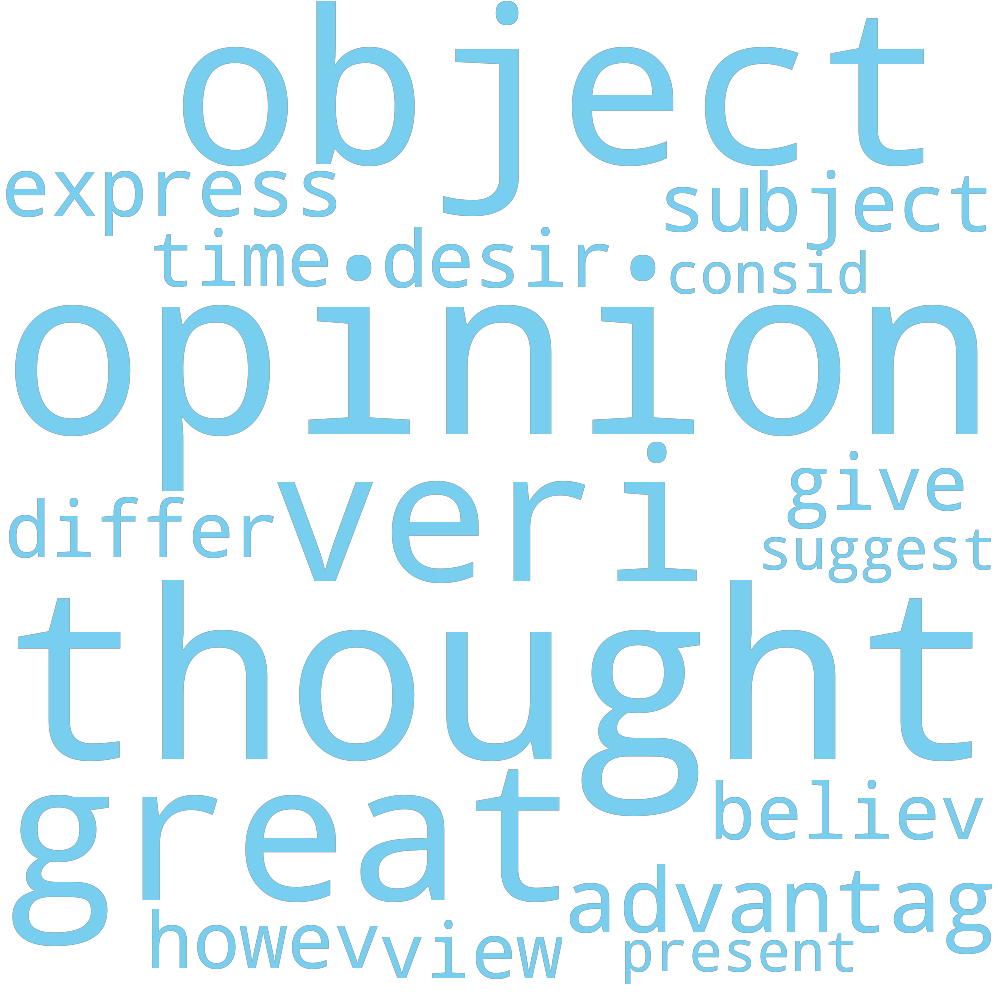 object
express subject
time desir consid
opinion
differ veri give
suggest
thought
great believ
advantag
howev view present